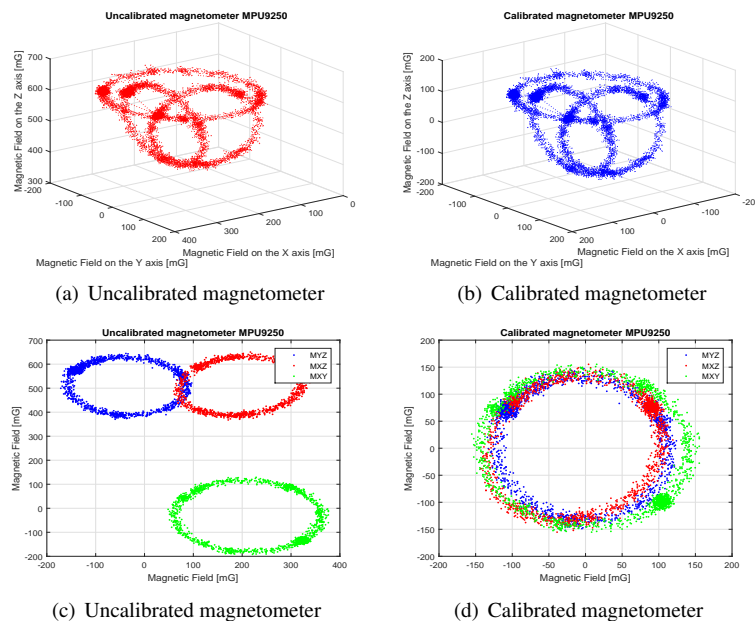 Uncalibrated magnetometer MPU9250
700
600
500
400
300
-200
-100
0
100
200
400
300
200
100
0
Magnetic Field on the Z axis [mG]
Magnetic Field on the X axis [mG]
Magnetic Field on the Y axis [mG]
(a) Uncalibrated magnetometer
Calibrated magnetometer MPU9250
200
100
0
-100
-200
-200
-100
0
100
200
200
100
0
-100
-200
Magnetic Field on the Z axis [mG]
Magnetic Field on the X axis [mG]
Magnetic Field on the Y axis [mG]
(b) Calibrated magnetometer
Uncalibrated magnetometer MPU9250
700
600
500
400
300
200
100
0
-100
-200
-200
-100
0
100
200
300
400
Magnetic Field
Magnetic Field [mG]
MYZ
MXZ
MXY
(c) Uncalibrated magnetometer
Calibrated magnetometer MPU9250
200
150
100
50
0
-50
-100
-150
-200
-200
-150
-100
-50
0
50
100
150
200
Magnetic Field
Magnetic Field [mG]
MYZ
MXZ
MXY
(d) Calibrated magnetometer